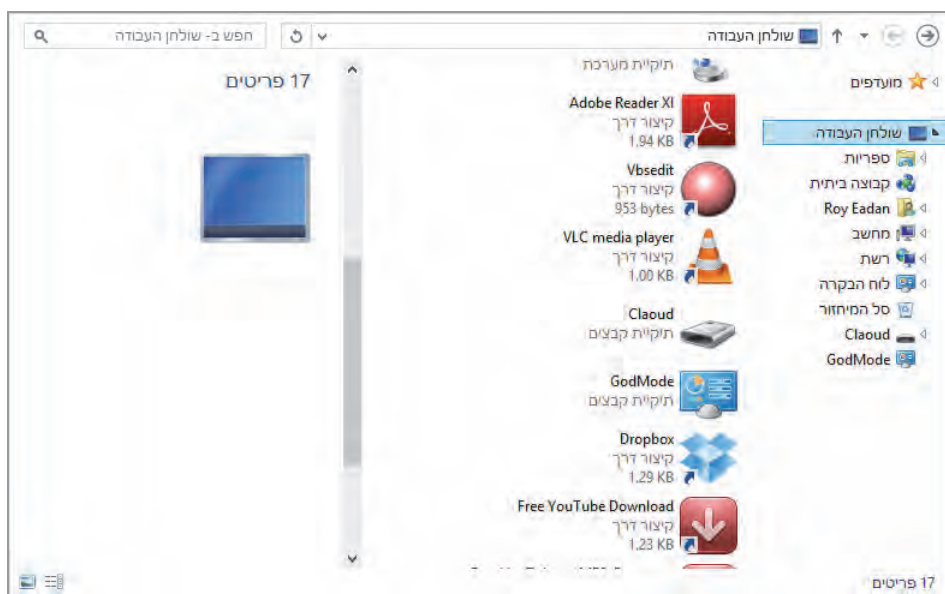 שולחן העבודה
חפש ב- שולחן העבודה
מועדפים
שולחן העבודה
ספריות
קבוצה ביתית
Roy Eadan
מחשב
רשת
לוח הבקרה
סל המיחזור
Claoud
GodMode
תיקיית מערכת
Adobe Reader XI
קיצור דרך
1.94 KB
Vbsedit
קיצור דרך
953 bytes
VLC media player
קיצור דרך
1.00 KB
Claoud
תיקיית קבצים
GodMode
תיקיית קבצים
Dropbox
קיצור דרך
1.29 KB
Free YouTube Download
קיצור דרך
1.23 KB
17 פריטים
17 פריטים